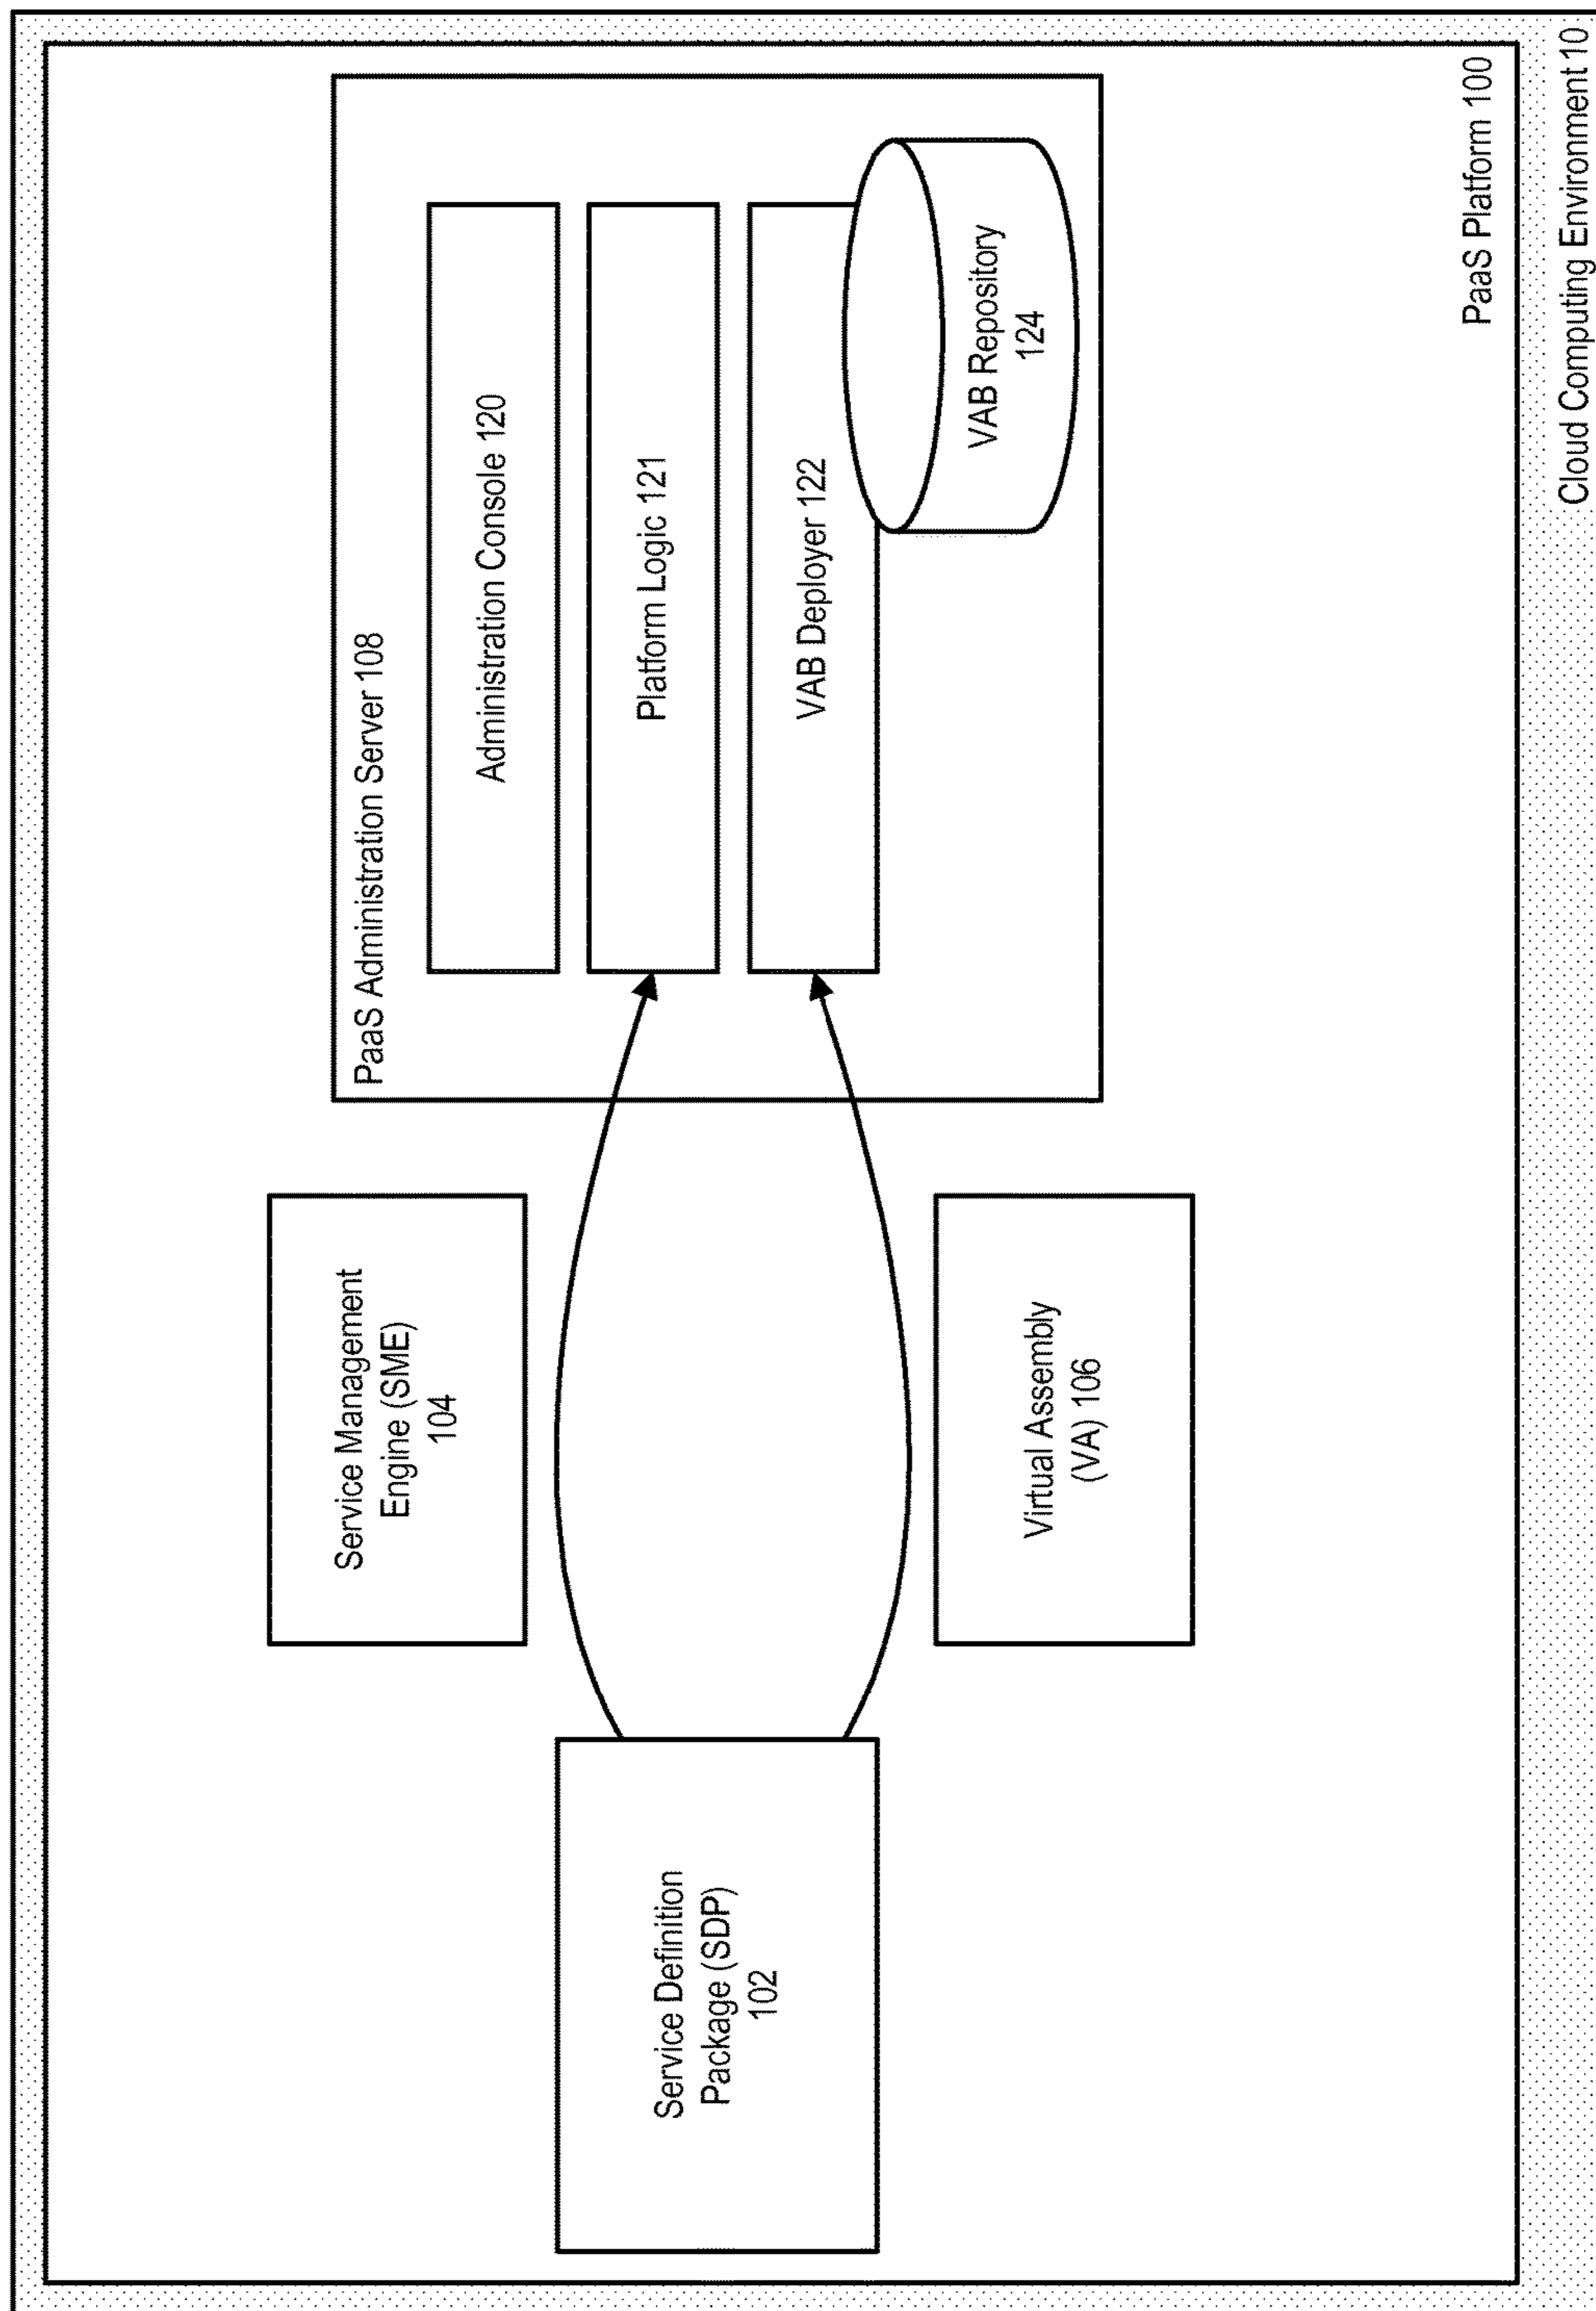 Service Management
Engine (SME)
104
Service Definition
Package (SDP)
102
Virtual Assembly
(VA) 106
PaaS Administration Server 108
Administration Console 120
Platform Logic 121
VAB Deployer 122
VAB Repository
124
PaaS Platform 100
Cloud Computing Environment 10